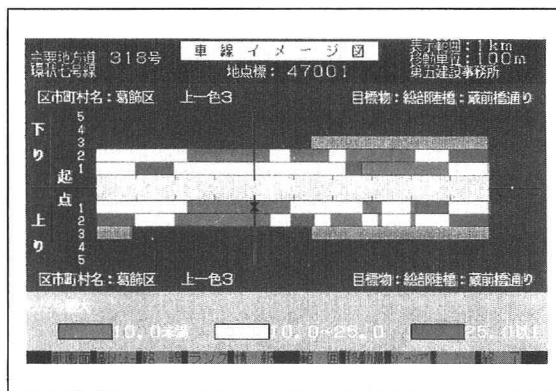 主要地方道 318号
環状七号線
車線イメージ図
地点標：47001
表示範囲：1km
移動単位：100m
第五建設事務所
区市町村名：葛飾区 上一色3 目標物：総部陸橋：蔵前橋通り
下り
起点
上り
5
4
3
2
1
1
2
3
4
5
区市町村名：葛飾区 上一色3 目標物：総部陸橋：蔵前橋通り
10.0未満 10.0~25.0 25.0以上